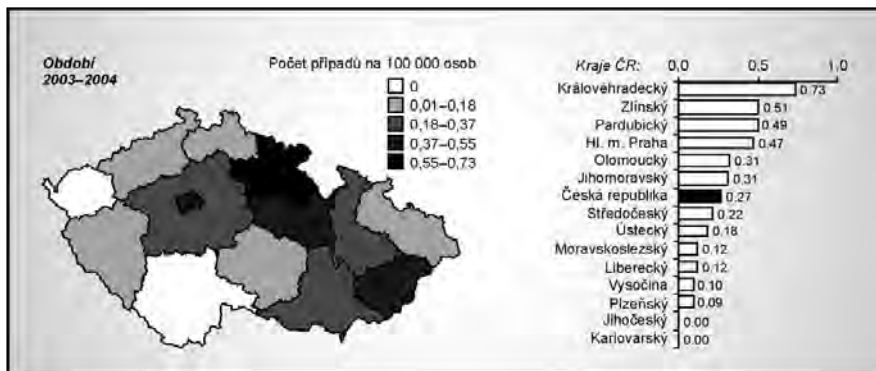 Období
2003–2004
Počet připadů na 100 000 osob
0
0,01–0,18
0,18–0,37
0,37–0,55
0,55–0,73
Kraje ČR: 0,0 0,5 1,0
Královéhradecký 0.73
Zlínský 0.51
Pardubický 0.49
Hl. m. Praha 0.47
Olomoucký 0.31
Jihomoravský 0.31
Česká republika 0.27
Středočeský 0.22
Ústecký 0.18
Moravskoslezský 0.12
Liberecký 0.12
Vysočina 0.10
Plzeňský 0.09
Jihočeský 0.00
Karlovarský 0.00